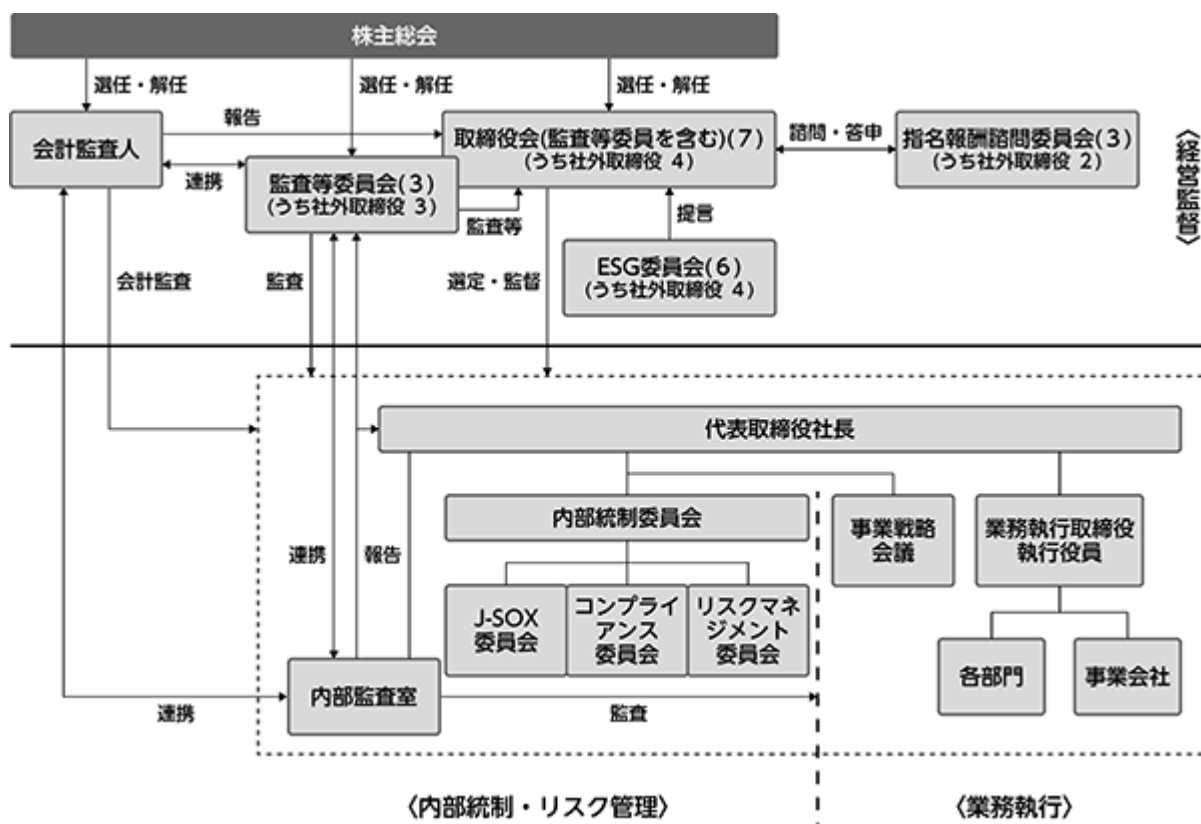 株主総会
選任・解任
選任・解任
選任・解任
会計監査人
報告
取締役会(監査等委員を含む)(7)
(うち社外取締役 4)
諮問・答申
指名報酬諮問委員会(3)
(うち社外取締役 2)
〈経営監督〉
連携
監査等委員会(3)
(うち社外取締役 3)
監査等
提言
会計監査
監査
選定・監督
ESG委員会(6)
(うち社外取締役 4)
代表取締役社長
内部統制委員会
事業戦略
会議
業務執行取締役
執行役員
連携
報告
J-SOX
委員会
コンプライ
アンス
委員会
リスクマネ
ジメント
委員会
各部門
事業会社
内部監査室
連携
監査
〈内部統制・リスク管理〉
〈業務執行〉